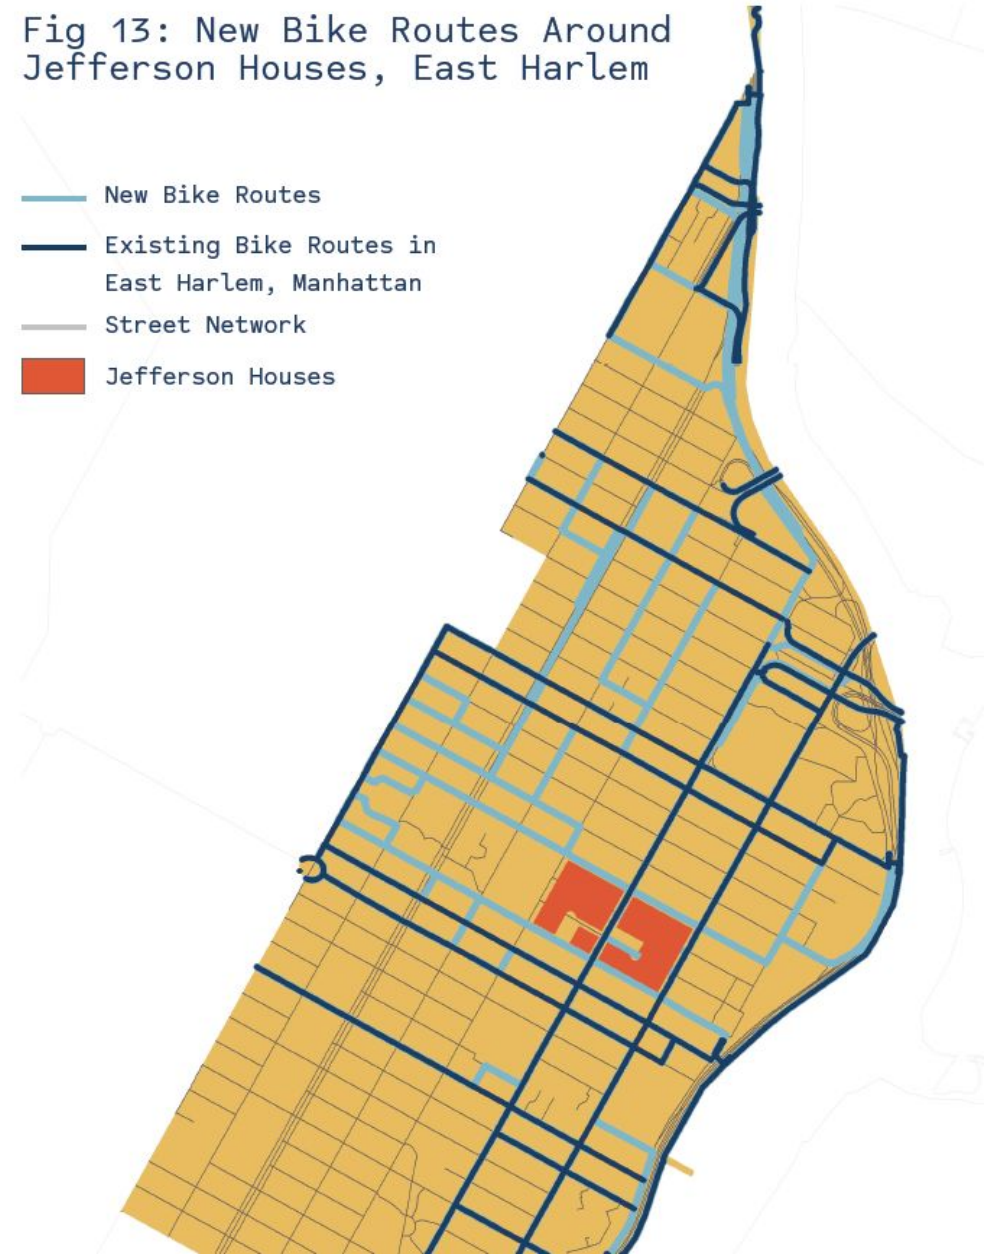 Fig 13: New Bike Routes Around
Jefferson Houses, East Harlem
New Bike Routes
Existing Bike Routes in
East Harlem, Manhattan
Street Network
Jefferson Houses